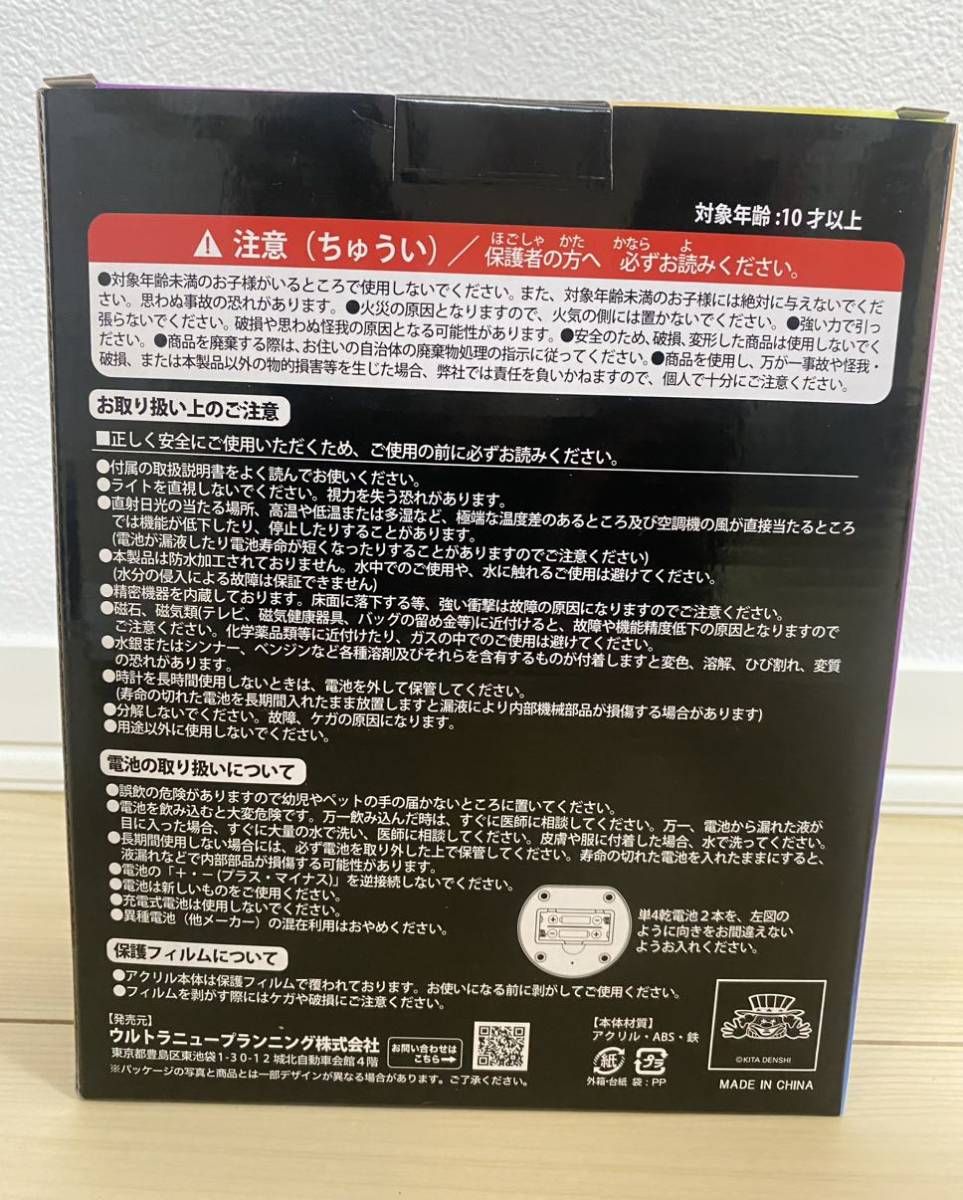 対象年齢:10才以上
注意（ちゅうい）／保護者の方へ 必ずお読みください。
ほごしゃ かた かなら よ
●対象年齢未満のお子様がいるところで使用しないでください。また、対象年齢未満のお子様には絶対に与えないでくだ
さい。思わぬ事故の恐れがあります。●火災の原因となりますので、火気の側には置かないでください。●強い力で引っ
張らないでください。破損や思わぬ怪我の原因となる可能性があります。●安全のため、破損、変形した商品は使用しないでく
ださい。●商品を廃棄する際は、お住いの自治体の廃棄物処理の指示に従ってください。●商品を使用し、万が一事故や怪我・
破損、または本製品以外の物的損害等を生じた場合、弊社では責任を負いかねますので、個人で十分にご注意ください。
お取り扱い上のご注意
■正しく安全にご使用いただくため、ご使用の前に必ずお読みください。
●付属の取扱説明書をよく読んでお使いください。
●ライトを直視しないでください。視力を失う恐れがあります。
●直射日光の当たる場所、高温や低温または多湿など、極端な温度差のあるところ及び空調機の風が直接当たるところ
では機能が低下したり、停止したりすることがあります。
(電池が漏液したり電池寿命が短くなったりすることがありますのでご注意ください)
●本製品は防水加工されておりません。水中でのご使用や、水に触れるご使用は避けてください。
(水分の侵入による故障は保証できません)
●精密機器を内蔵しております。床面に落下する等、強い衝撃は故障の原因になりますのでご注意ください。
●磁石、磁気類(テレビ、磁気健康器具、バッグの留め金等)に近付けると、故障や機能精度低下の原因となりますので
ご注意ください。化学薬品類等に近付けたり、ガスの中でのご使用は避けてください。
●水銀またはシンナー、ベンジンなど各種溶剤及びそれらを含有するものが付着しますと変色、溶解、ひび割れ、変質
の恐れがあります。
●時計を長時間使用しないときは、電池を外して保管してください。
(寿命の切れた電池を長期間入れたまま放置しますと漏液により内部機械部品が損傷する場合があります)
●分解しないでください。故障、ケガの原因になります。
●用途以外に使用しないでください。
電池の取り扱いについて
●誤飲の危険がありますので幼児やペットの手の届かないところに置いてください。
●電池を飲み込むと大変危険です。万一飲み込んだ時は、すぐに医師に相談してください。万一、電池から漏れた液が
目に入った場合、すぐに大量の水で洗い、医師に相談してください。皮膚や服に付着した場合、水で洗ってください。
●長期間使用しない場合には、必ず電池を取り外した上で保管してください。寿命の切れた電池を入れたままにすると、
液漏れなどで内部部品が損傷する可能性があります。
●電池の「＋・－(プラス・マイナス)」を逆接続しないでください。
●電池は新しいものをご使用ください。
●充電式電池は使用しないでください。
●異種電池（他メーカー）の混在利用はおやめください。
単4乾電池2本を、左図の
ように向きをお間違えない
ようお入れください。
保護フィルムについて
●アクリル本体は保護フィルムで覆われております。お使いになる前に剥がしてご使用ください。
●フィルムを剥がす際にはケガや破損にご注意ください。
【発売元】
ウルトラニュープランニング株式会社
東京都豊島区東池袋1-30-12 城北自動車会館4階
※パッケージの写真と商品とは一部デザインが異なる場合があります。ご了承ください。
お問い合わせは
こちら→
【本体材質】
アクリル・ABS・鉄
紙 プラ
外箱・台紙 袋：PP
©KITA DENSHI
MADE IN CHINA